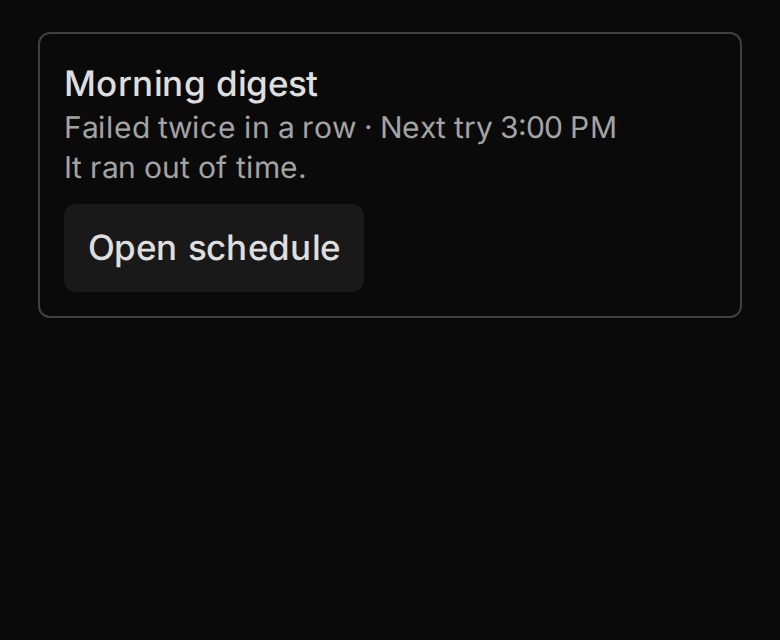 Morning digest
Failed twice in a row · Next try 3:00 PM
It ran out of time.
Open schedule